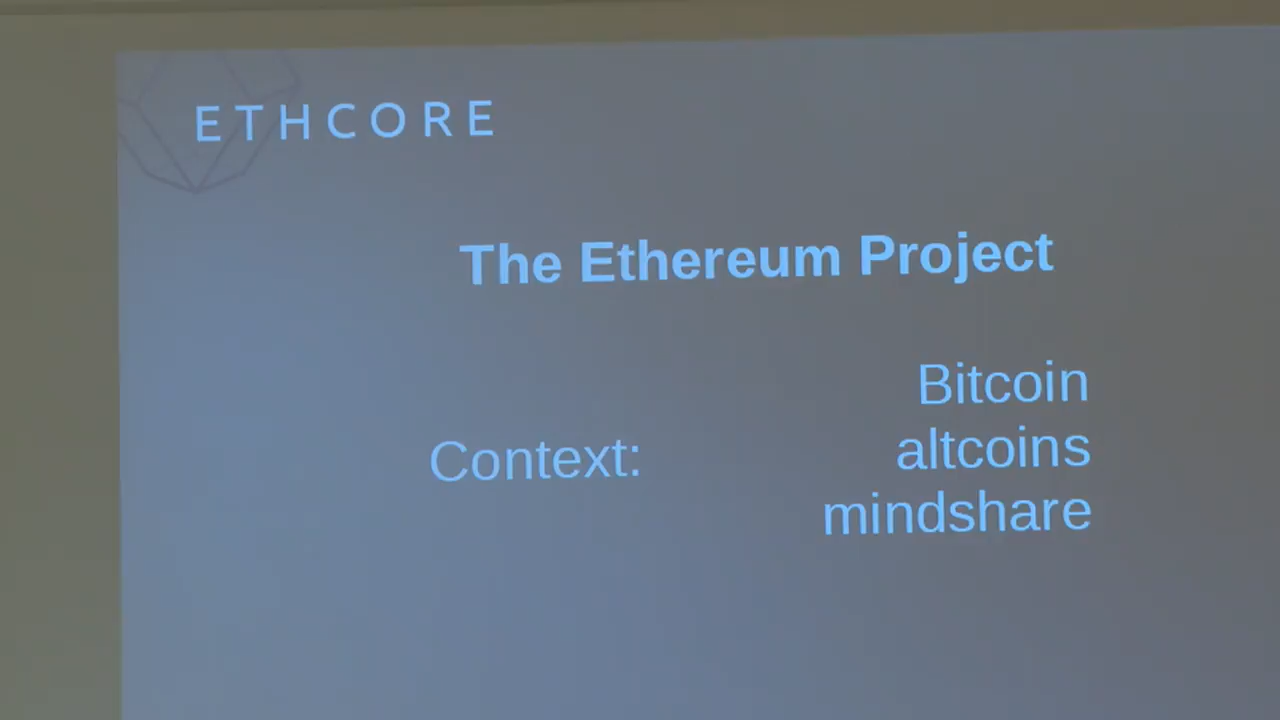 ETHCORE
The Ethereum Project
Bitcoin
Context:
altcoins
mindshare